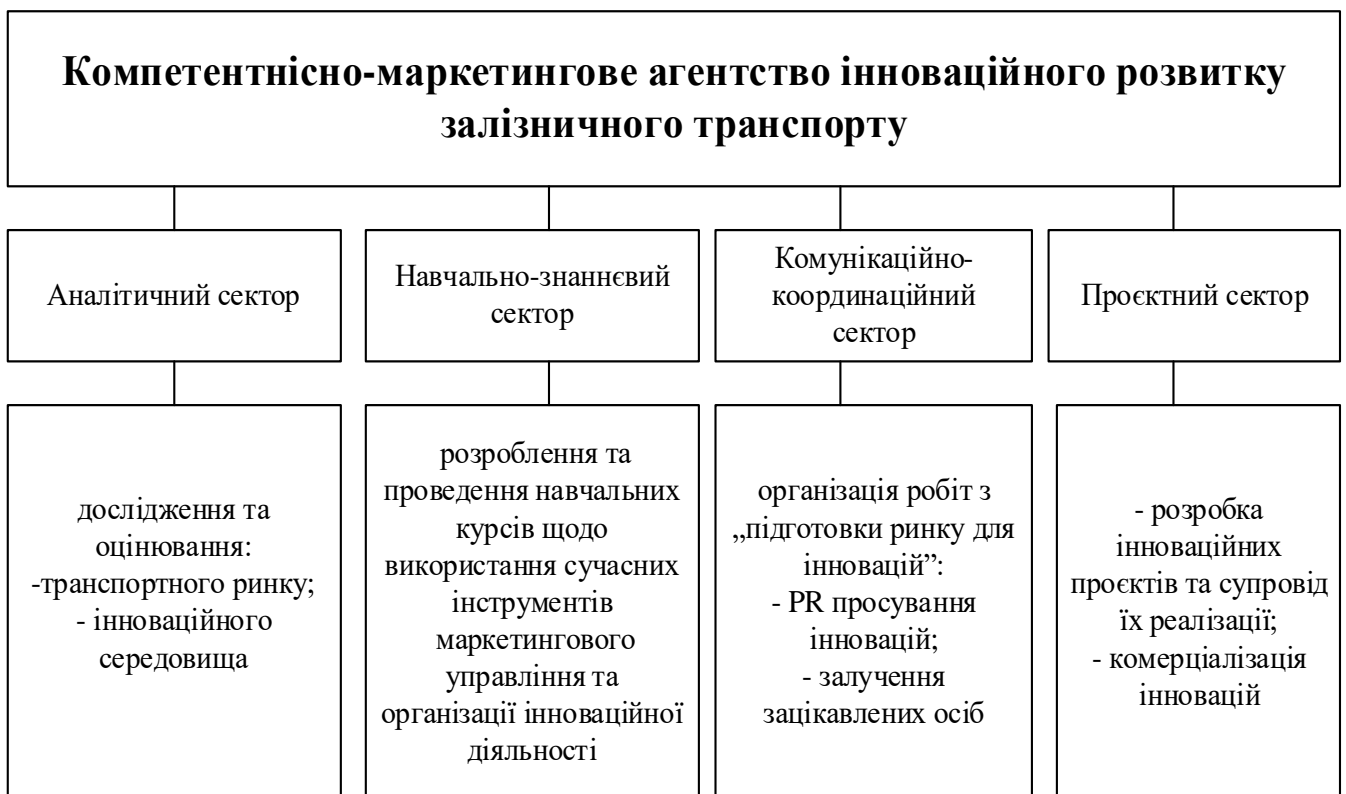 Компетентнісно-маркетингове агентство інноваційного розвитку
залізничного транспорту
Аналітичний сектор
Навчально-знаннєвий
сектор
Комунікаційно-
координаційний
сектор
Проєктний сектор
дослідження та
оцінювання:
-транспортного ринку;
- інноваційного
середовища
розроблення та
проведення навчальних
курсів щодо
використання сучасних
інструментів
маркетингового
управління та
організації інноваційної
діяльності
організація робіт з
„підготовки ринку для
інновацій”:
- PR просування
інновацій;
- залучення
зацікавлених осіб
- розробка
інноваційних
проєктів та супровід
їх реалізації;
- комерціалізація
інновацій